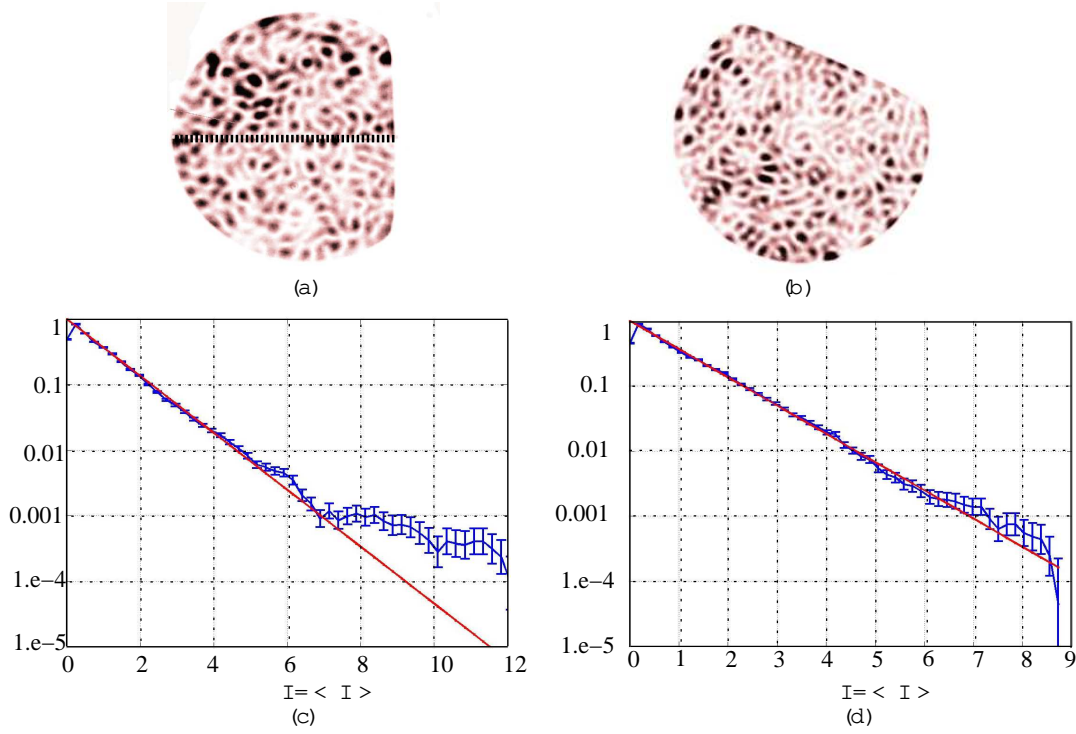 (a)
(b)
1
0.1
0.01
0.001
1.e−4
1.e−5
0 2 4 6 8 10 12
I= < I >
(c)
1
0.1
0.01
0.001
1.e−4
1.e−5
0 1 2 3 4 5 6 7 8 9
I= < I >
(d)